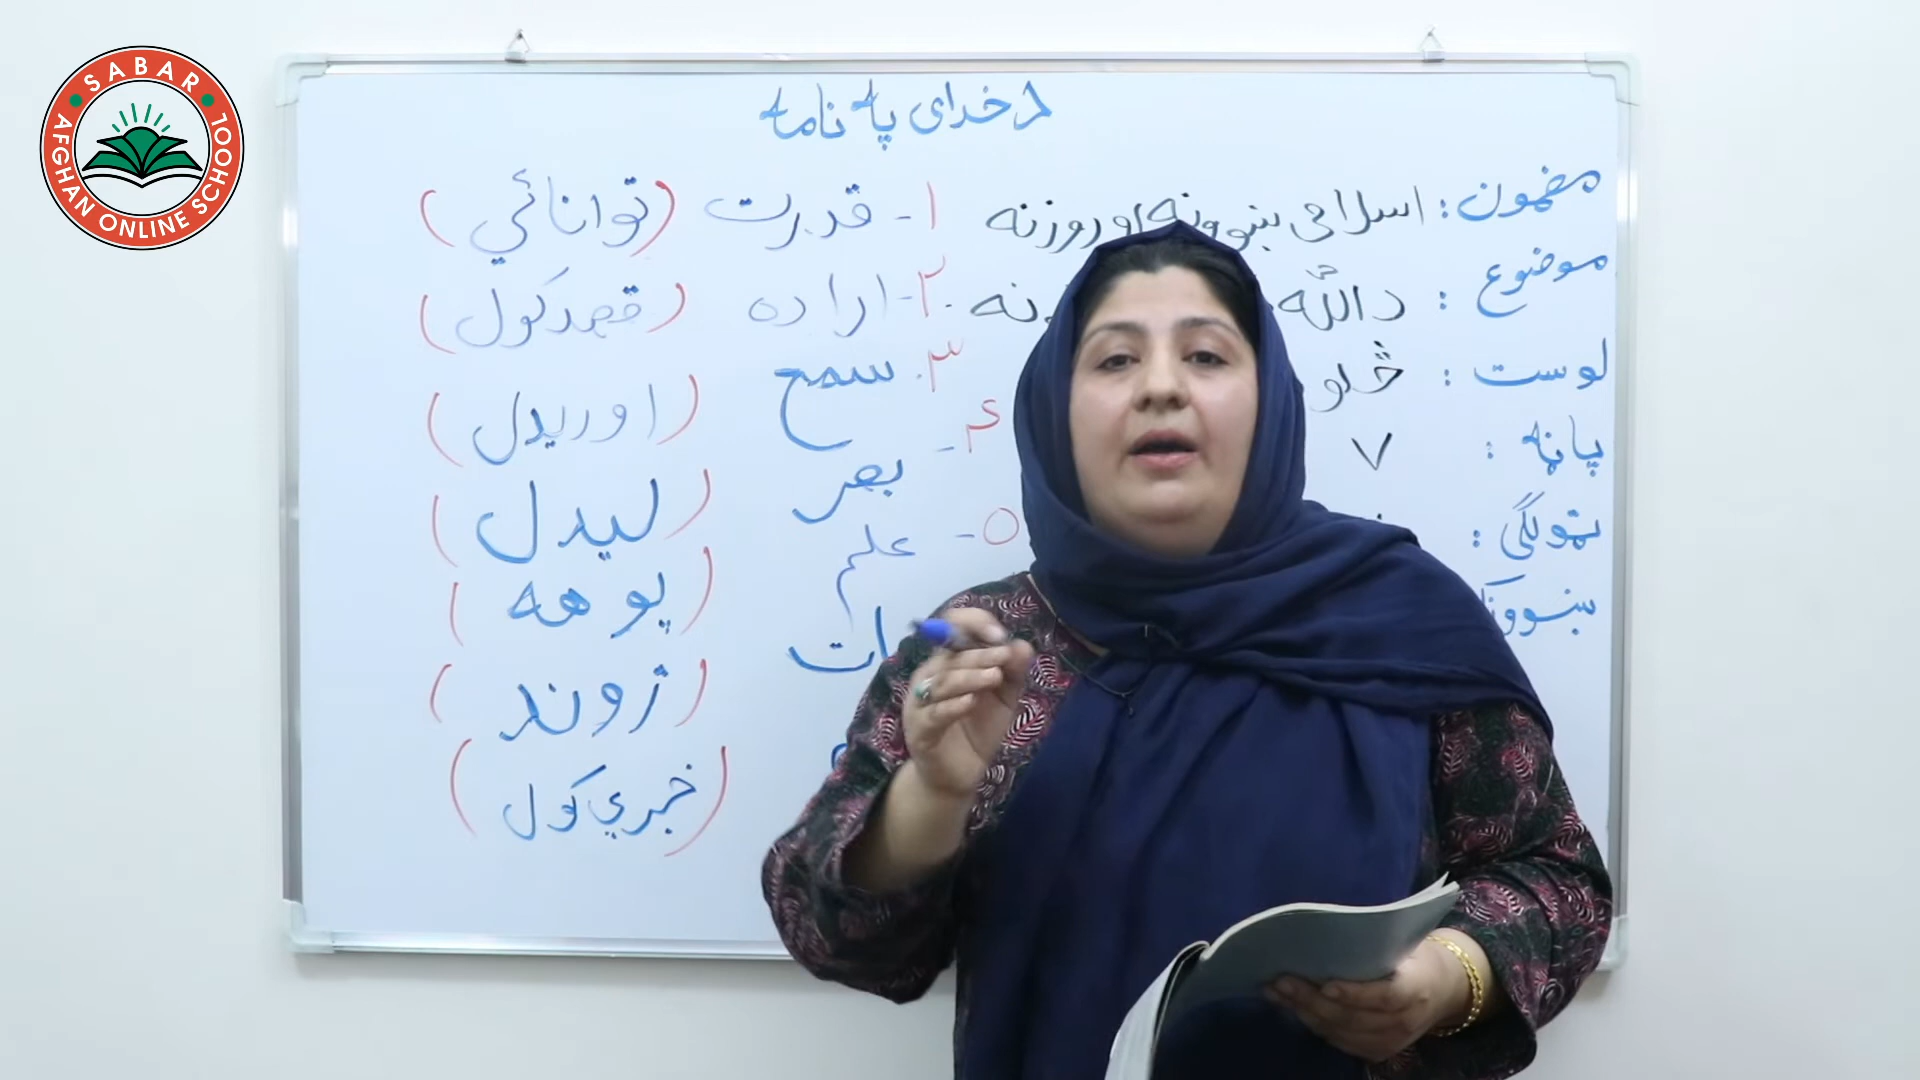 SABAR
AFGHAN ONLINE SCHOOL
د خدای په نامه
مضمون: اسلامي ښوونه او روزنه
موضوع: د الله
لوست:
پاڼه: ۷
ټولګی:
۱- قدرت (توانائي)
۲- اراده (قصد کول)
۳- سمع (اوریدل)
۴- بصر (لیدل)
۵- علم (پوهه)
(ژوند)
(خبري کول)